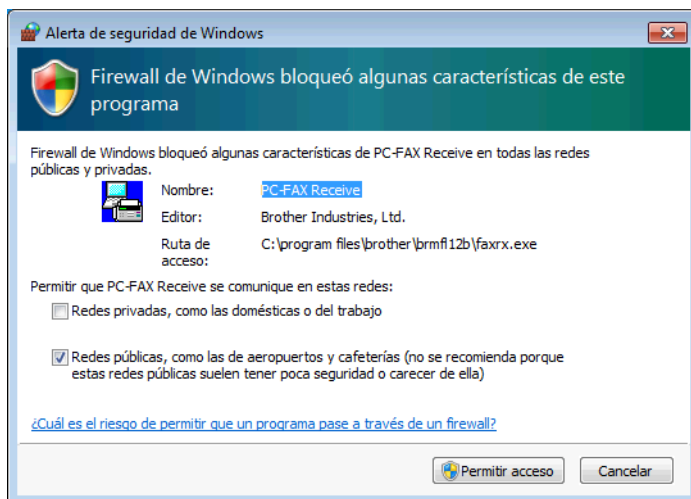 Alerta de seguridad de Windows
Firewall de Windows bloqueó algunas características de este
programa
Firewall de Windows bloqueó algunas características de PC-FAX Receive en todas las redes
públicas y privadas.
Nombre: PC-FAX Receive
Editor: Brother Industries, Ltd.
Ruta de C:\program files\brother\brmfl12b\faxrx.exe
acceso:
Permitir que PC-FAX Receive se comunique en estas redes:
Redes privadas, como las domésticas o del trabajo
Redes públicas, como las de aeropuertos y cafeterías (no se recomienda porque
estas redes públicas suelen tener poca seguridad o carecer de ella)
¿Cuál es el riesgo de permitir que un programa pase a través de un firewall?
Permitir acceso Cancelar